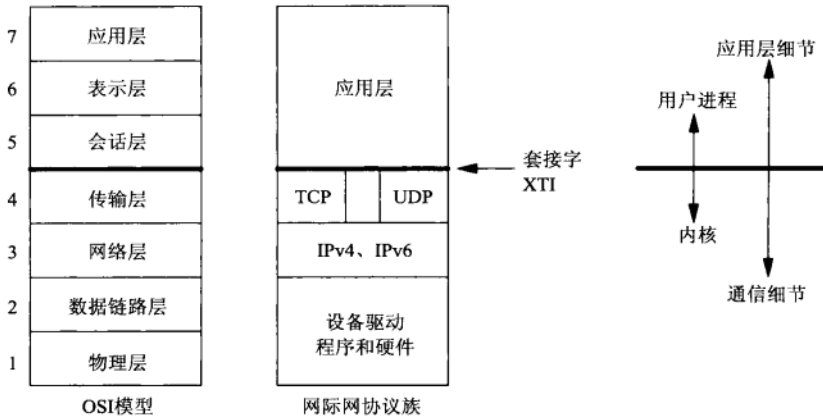 7 应用层
6 表示层
5 会话层
4 传输层
3 网络层
2 数据链路层
1 物理层
OSI模型
应用层
TCP UDP
IPv4、IPv6
设备驱动
程序和硬件
网际网协议族
套接字
XTI
应用层细节
用户进程
内核
通信细节